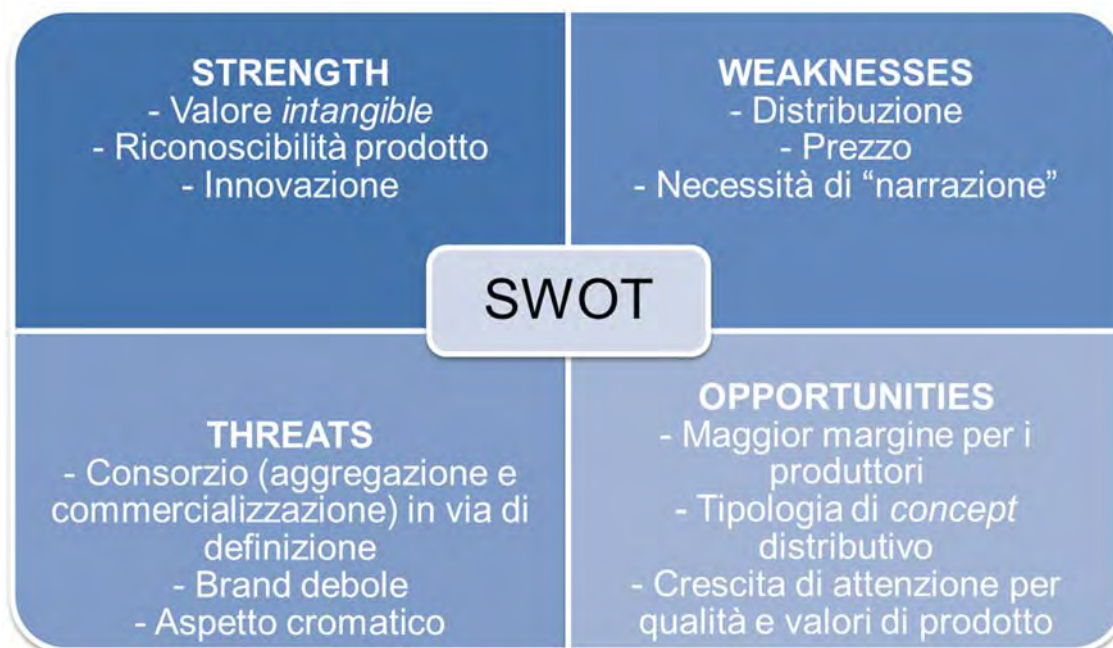 STRENGTH
- Valore intangible
- Riconoscibilità prodotto
- Innovazione
WEAKNESSES
- Distribuzione
- Prezzo
- Necessità di “narrazione”
SWOT
THREATS
- Consorzio (aggregazione e
commercializzazione) in via di
definizione
- Brand debole
- Aspetto cromatico
OPPORTUNITIES
- Maggior margine per i
produttori
- Tipologia di concept
distributivo
- Crescita di attenzione per
qualità e valori di prodotto